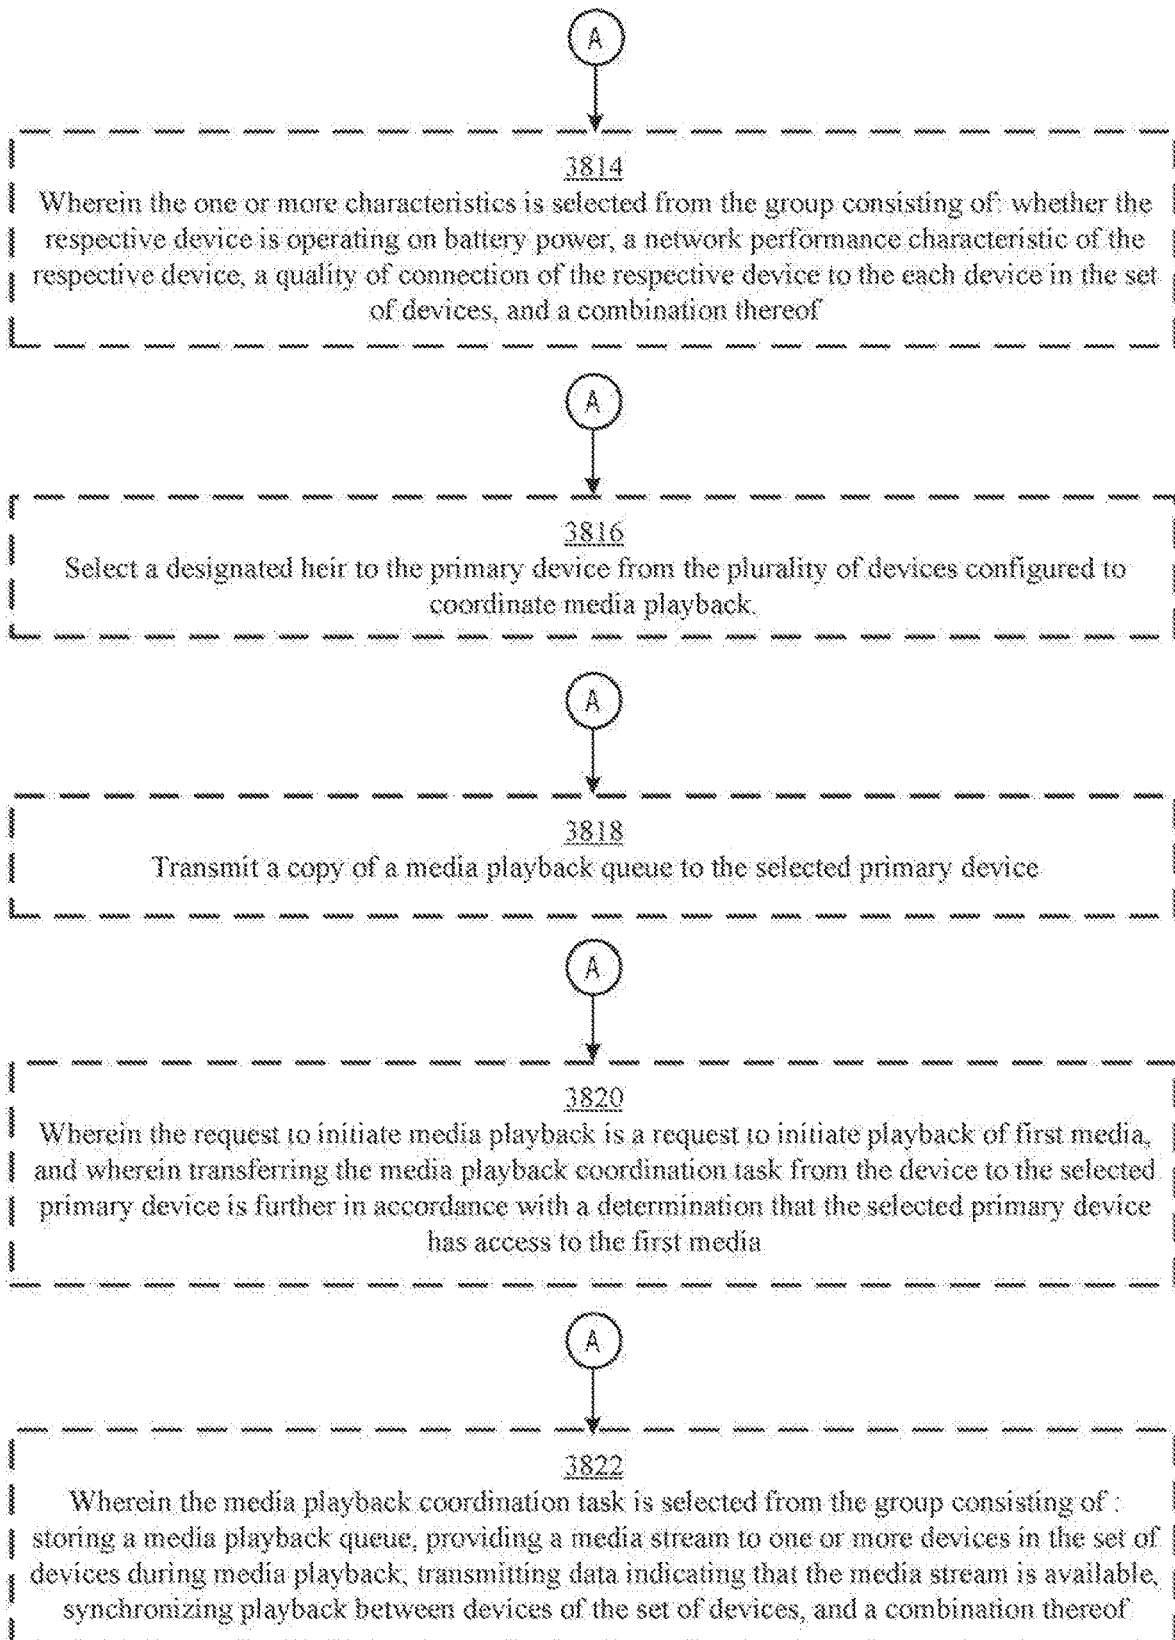 A
3814
Wherein the one or more characteristics is selected from the group consisting of: whether the
respective device is operating on battery power, a network performance characteristic of the
respective device, a quality of connection of the respective device to the each device in the set
of devices, and a combination thereof
A
3816
Select a designated heir to the primary device from the plurality of devices configured to
coordinate media playback.
A
3818
Transmit a copy of a media playback queue to the selected primary device
A
3820
Wherein the request to initiate media playback is a request to initiate playback of first media,
and wherein transferring the media playback coordination task from the device to the selected
primary device is further in accordance with a determination that the selected primary device
has access to the first media
A
3822
Wherein the media playback coordination task is selected from the group consisting of :
storing a media playback queue, providing a media stream to one or more devices in the set of
devices during media playback, transmitting data indicating that the media stream is available,
synchronizing playback between devices of the set of devices, and a combination thereof